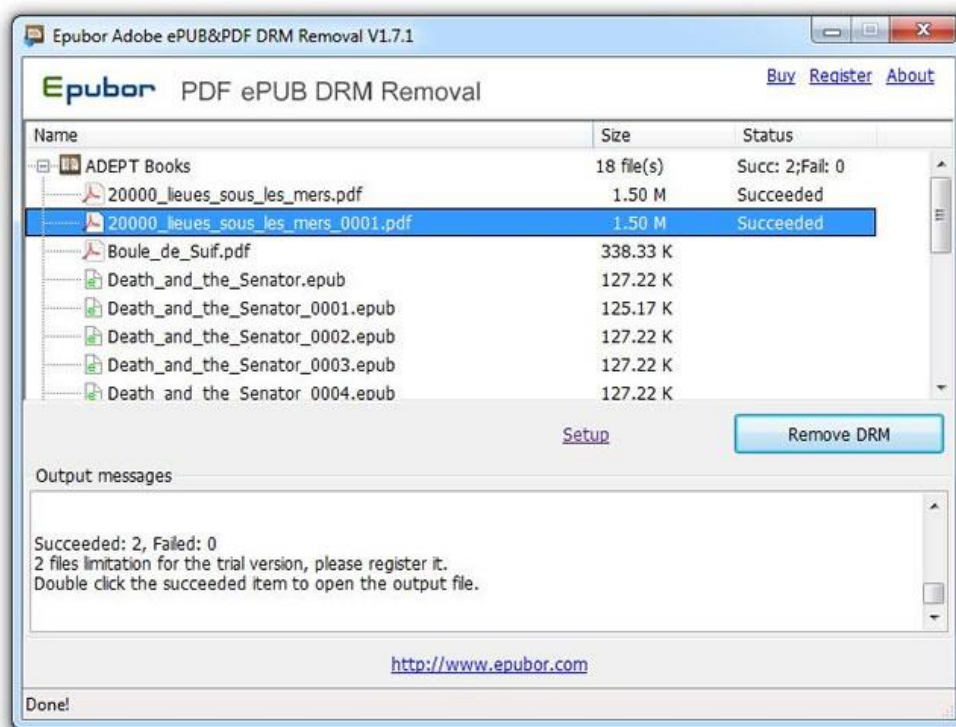 Epubor Adobe ePUB&PDF DRM Removal V1.7.1
Epubor PDF ePUB DRM Removal Buy Register About
Name Size Status
ADEPT Books 18 file(s) Succ: 2;Fail: 0
20000_lieues_sous_les_mers.pdf 1.50 M Succeeded
20000_lieues_sous_les_mers_0001.pdf 1.50 M Succeeded
Boule_de_Suif.pdf 338.33 K
Death_and_the_Senator.epub 127.22 K
Death_and_the_Senator_0001.epub 125.17 K
Death_and_the_Senator_0002.epub 127.22 K
Death_and_the_Senator_0003.epub 127.22 K
Death_and_the_Senator_0004.epub 127.22 K
Setup Remove DRM
Output messages
Succeeded: 2, Failed: 0
2 files limitation for the trial version, please register it.
Double click the succeeded item to open the output file.
http://www.epubor.com
Done!